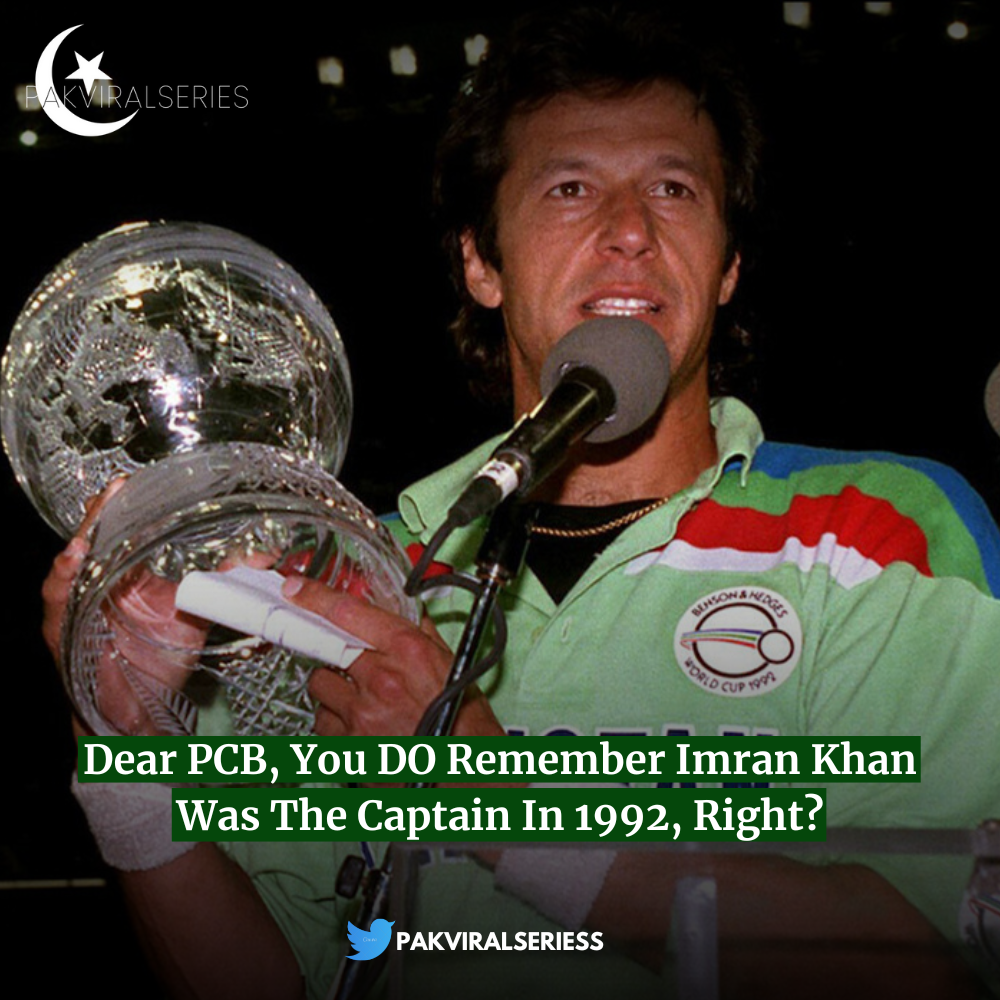 PAKVIRALSERIES
BENSON & HEDGES
WORLD CUP 1992
Dear PCB, You DO Remember Imran Khan
Was The Captain In 1992, Right?
PAKVIRALSERIESS